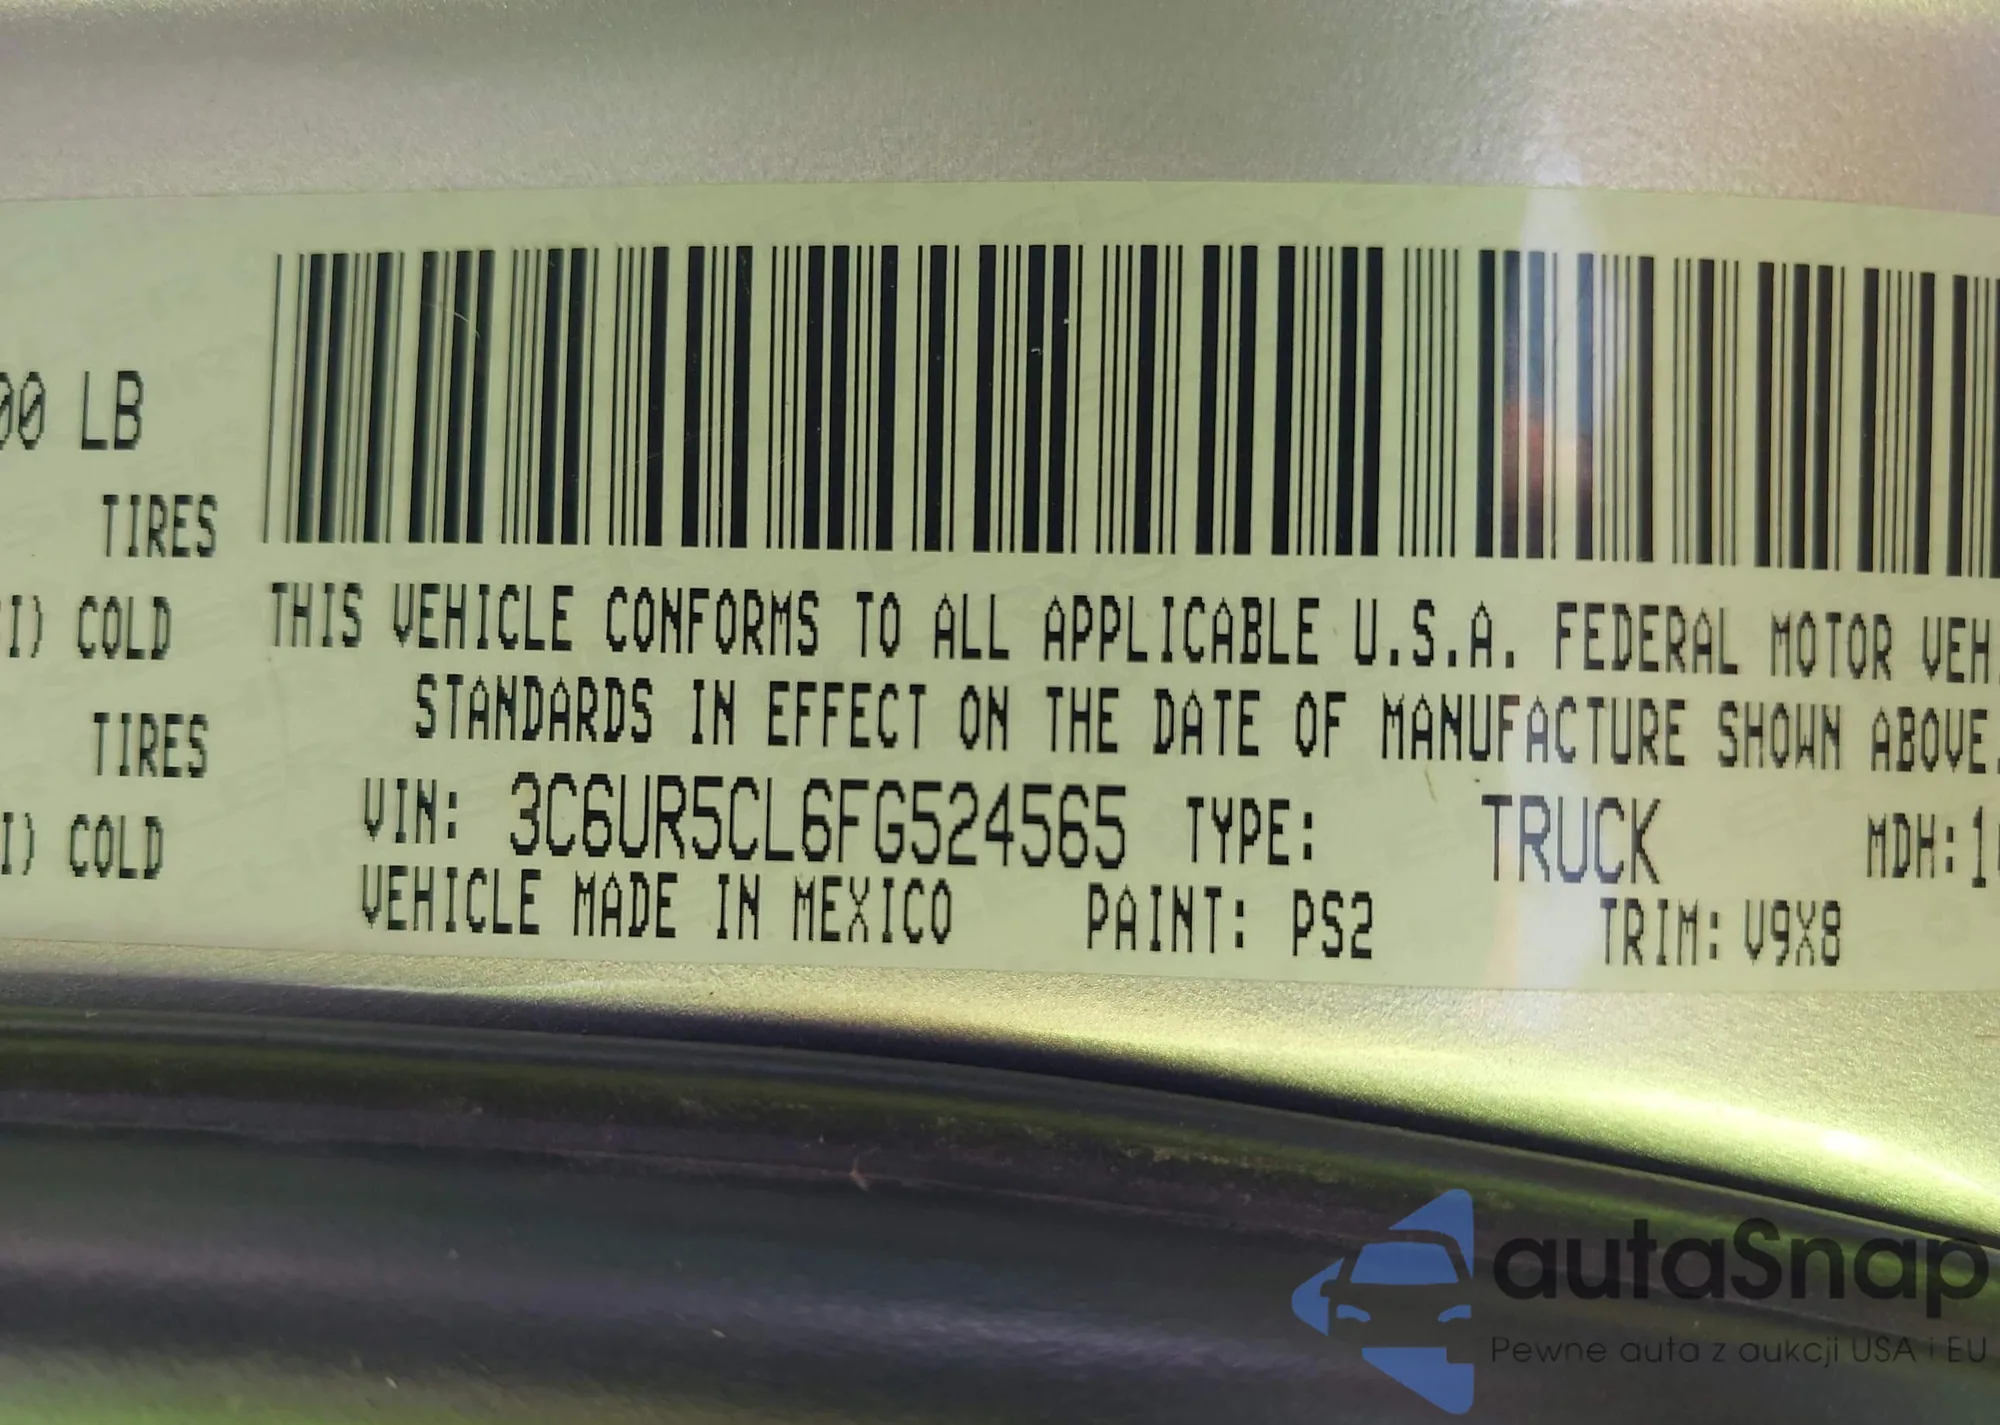 00 LB
TIRES
I) COLD
TIRES
I) COLD
THIS VEHICLE CONFORMS TO ALL APPLICABLE U.S.A. FEDERAL MOTOR VEH.
STANDARDS IN EFFECT ON THE DATE OF MANUFACTURE SHOWN ABOVE.
VIN: 3C6UR5CL6FG524565 TYPE: TRUCK MDH:1
VEHICLE MADE IN MEXICO PAINT: PS2 TRIM: V9X8
autaSnap
Pewne auta z aukcji USA i EU